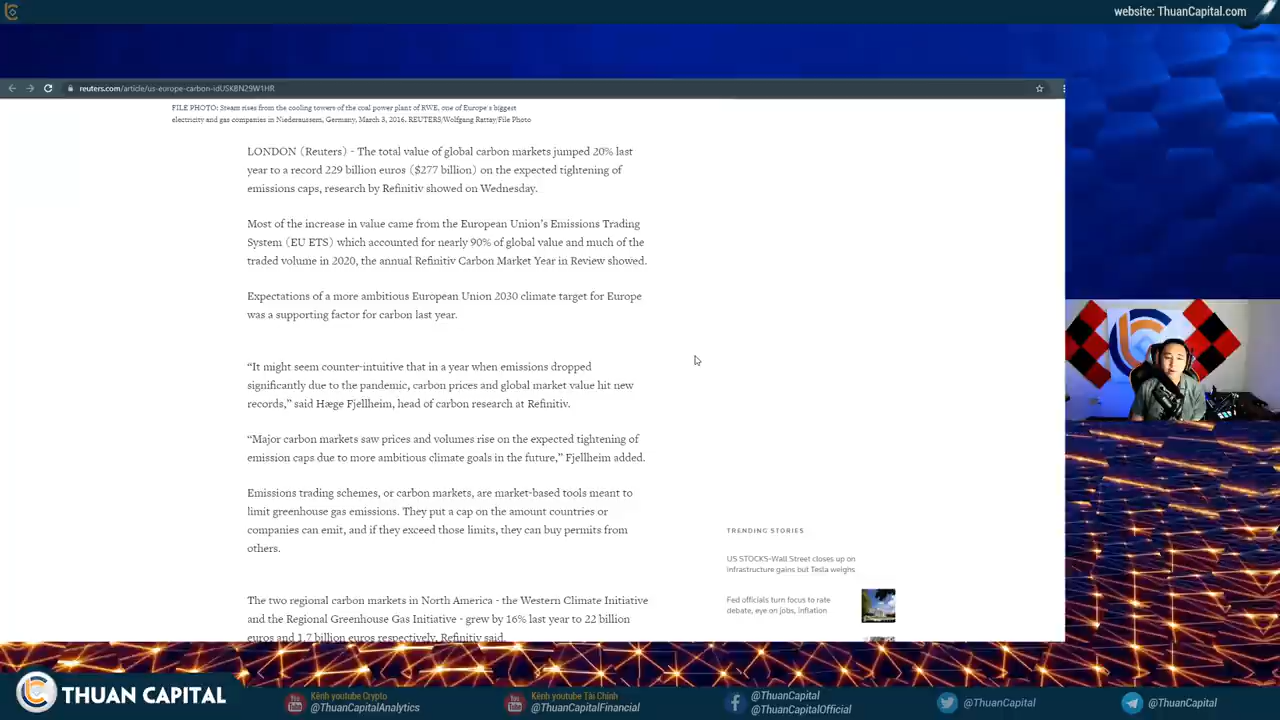 website: ThuanCapital.com
reuters.com/article/us-europe-carbon-idUSKBN29W1HR
FILE PHOTO: Steam rises from the cooling towers of the coal power plant of RWE, one of Europe's biggest
electricity and gas companies in Niederaussem, Germany, March 3, 2016. REUTERS/Wolfgang Rattay/File Photo
LONDON (Reuters) - The total value of global carbon markets jumped 20% last
year to a record 229 billion euros ($277 billion) on the expected tightening of
emissions caps, research by Refinitiv showed on Wednesday.
Most of the increase in value came from the European Union's Emissions Trading
System (EU ETS) which accounted for nearly 90% of global value and much of the
traded volume in 2020, the annual Refinitiv Carbon Market Year in Review showed.
Expectations of a more ambitious European Union 2030 climate target for Europe
was a supporting factor for carbon last year.
“It might seem counter-intuitive that in a year when emissions dropped
significantly due to the pandemic, carbon prices and global market value hit new
records,” said Hæge Fjellheim, head of carbon research at Refinitiv.
“Major carbon markets saw prices and volumes rise on the expected tightening of
emission caps due to more ambitious climate goals in the future,” Fjellheim added.
Emissions trading schemes, or carbon markets, are market-based tools meant to
limit greenhouse gas emissions. They put a cap on the amount countries or
companies can emit, and if they exceed those limits, they can buy permits from
others.
The two regional carbon markets in North America - the Western Climate Initiative
and the Regional Greenhouse Gas Initiative - grew by 16% last year to 22 billion
euros and 1.7 billion euros respectively, Refinitiv said.
TRENDING STORIES
US STOCKS-Wall Street closes up on
infrastructure gains but Tesla weighs
Fed officials turn focus to rate
debate, eye on jobs, inflation
THUAN CAPITAL
Kênh youtube Crypto
@ThuanCapitalAnalytics
Kênh youtube Tài Chính
@ThuanCapitalFinancial
@ThuanCapital
@ThuanCapitalOfficial
@ThuanCapital
@ThuanCapital